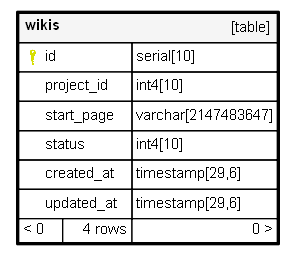 wikis [table]
id serial[10]
project_id int4[10]
start_page varchar[2147483647]
status int4[10]
created_at timestamp[29,6]
updated_at timestamp[29,6]
< 0 4 rows 0 >